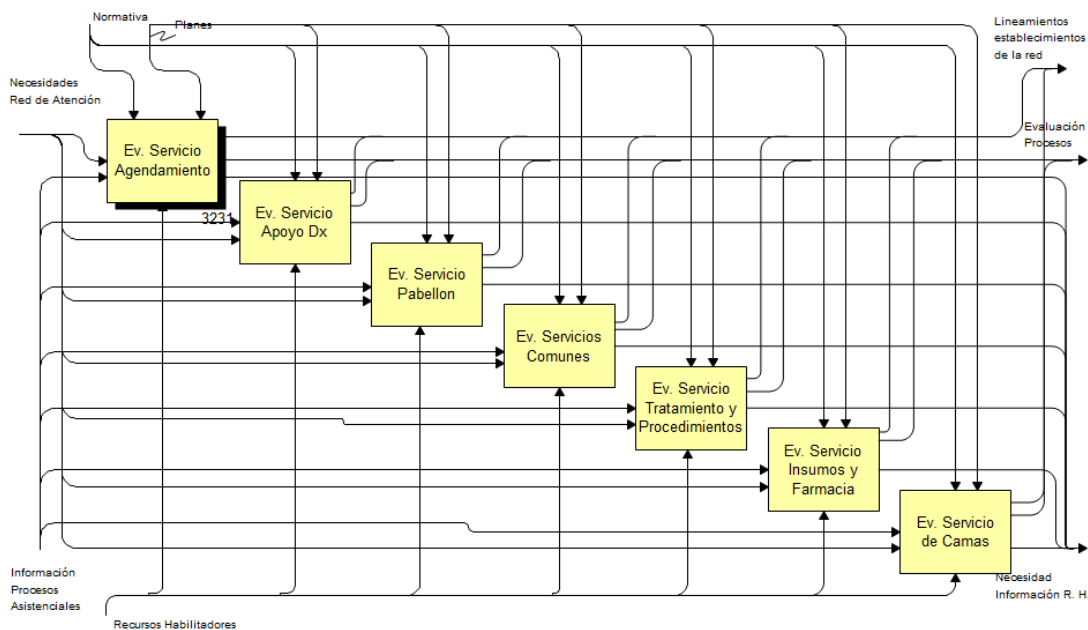 Normativa
Planes
Lineamientos
establecimientos
de la red
Necesidades
Red de Atención
Evaluación
Procesos
Ev. Servicio
Agendamiento
3231
Ev. Servicio
Apoyo Dx
Ev. Servicio
Pabellon
Ev. Servicios
Comunes
Ev. Servicio
Tratamiento y
Procedimientos
Ev. Servicio
Insumos y
Farmacia
Ev. Servicio
de Camas
Información
Procesos
Asistenciales
Necesidad
Información R. H.
Recursos Habilitadores